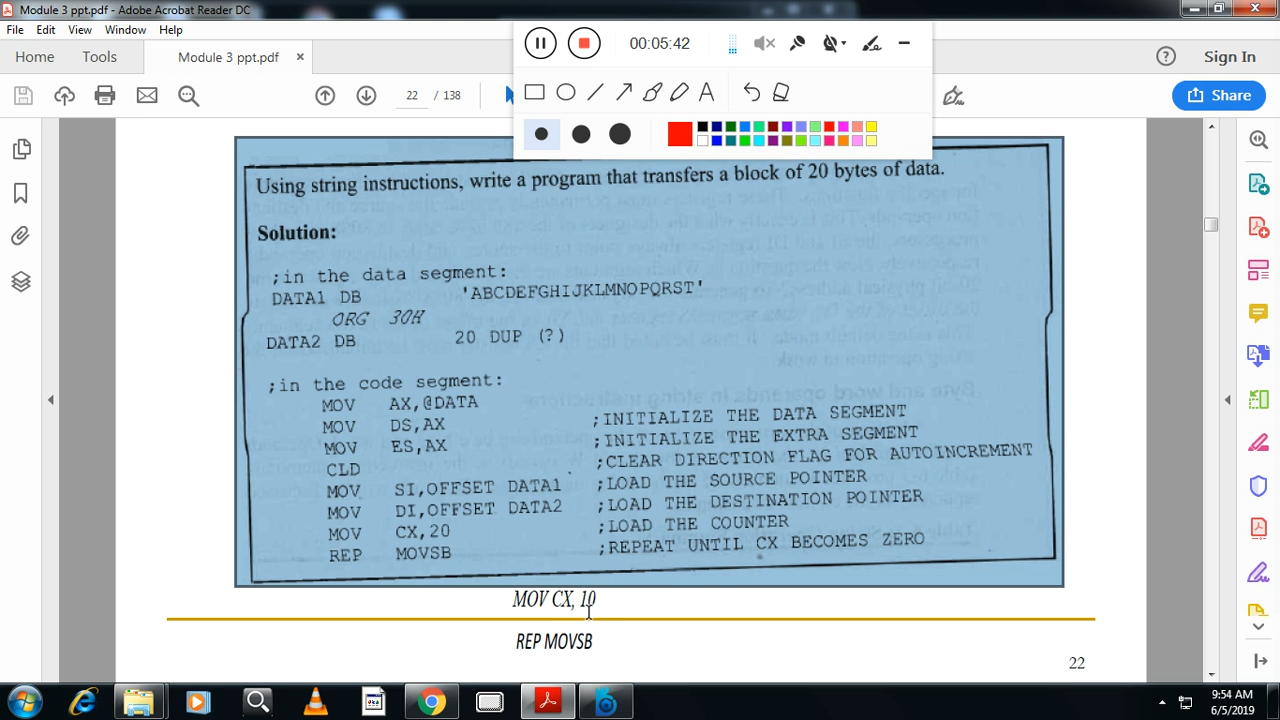 Module 3 ppt.pdf - Adobe Acrobat Reader DC
File Edit View Window Help
00:05:42
Home Tools Module 3 ppt.pdf × Sign In
22 / 138 Share
Using string instructions, write a program that transfers a block of 20 bytes of data.
Solution:
;in the data segment:
DATA1 DB 'ABCDEFGHIJKLMNOPQRST'
ORG 30H
DATA2 DB 20 DUP (?)
;in the code segment:
MOV AX,@DATA
MOV DS,AX ;INITIALIZE THE DATA SEGMENT
MOV ES,AX ;INITIALIZE THE EXTRA SEGMENT
CLD ;CLEAR DIRECTION FLAG FOR AUTOINCREMENT
MOV SI,OFFSET DATA1 ;LOAD THE SOURCE POINTER
MOV DI,OFFSET DATA2 ;LOAD THE DESTINATION POINTER
MOV CX,20 ;LOAD THE COUNTER
REP MOVSB ;REPEAT UNTIL CX BECOMES ZERO
MOV CX, 10
REP MOVSB
22
9:54 AM
6/5/2019